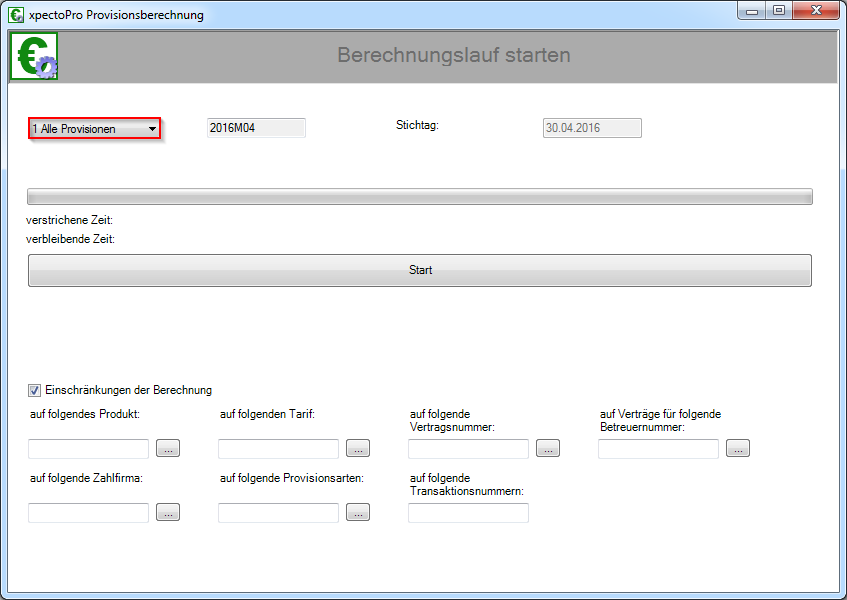 xpectoPro Provisionsberechnung
Berechnungslauf starten
1 Alle Provisionen
2016M04
Stichtag:
30.04.2016
verstrichene Zeit:
verbleibende Zeit:
Start
Einschränkungen der Berechnung
auf folgendes Produkt:
auf folgenden Tarif:
auf folgende
Vertragsnummer:
auf Verträge für folgende
Betreuernummer:
...
...
...
...
auf folgende Zahlfirma:
auf folgende Provisionsarten:
auf folgende
Transaktionsnummern:
...
...